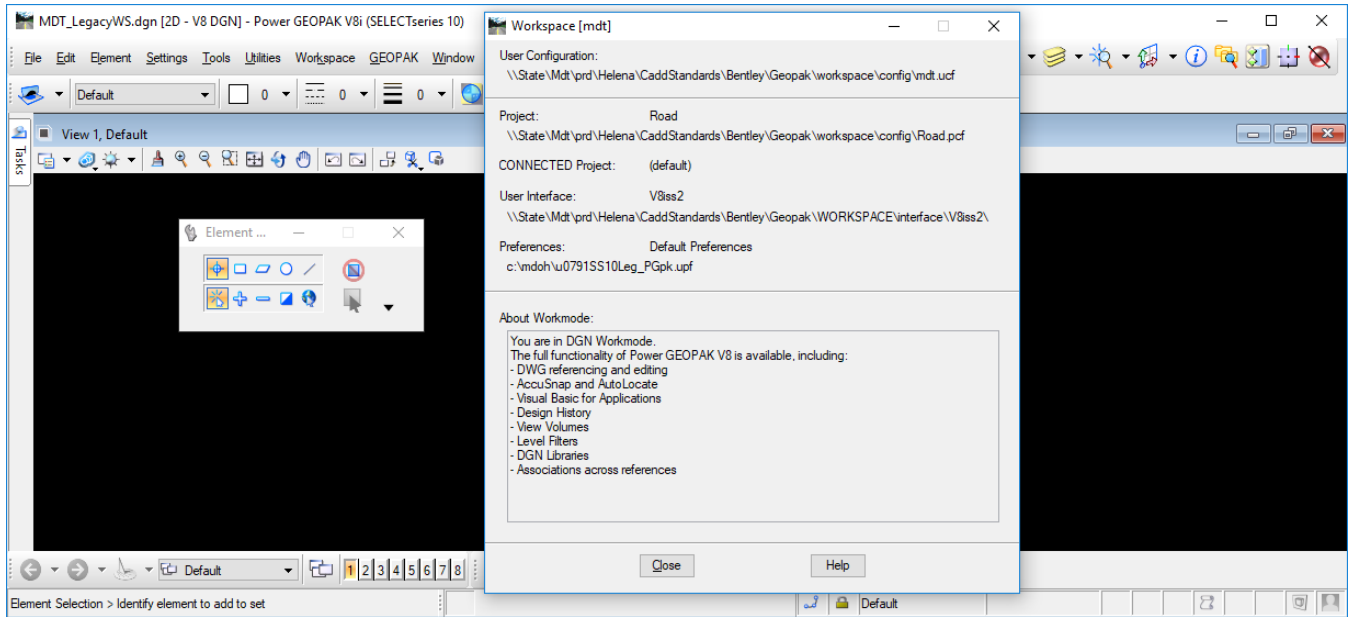 MDT_LegacyWS.dgn [2D - V8 DGN] - Power GEOPAK V8i (SELECTseries 10)
File Edit Element Settings Tools Utilities Workspace GEOPAK Window
Default 0 0 0
Tasks
View 1, Default
Element ...
Workspace [mdt]
User Configuration:
\\State\Mdt\prd\Helena\CaddStandards\Bentley\Geopak\workspace\config\mdt.ucf
Project: Road
\\State\Mdt\prd\Helena\CaddStandards\Bentley\Geopak\workspace\config\Road.pcf
CONNECTED Project: (default)
User Interface: V8iss2
\\State\Mdt\prd\Helena\CaddStandards\Bentley\Geopak\WORKSPACE\interface\V8iss2\
Preferences: Default Preferences
c:\mdoh\u0791SS10Leg_PGpk.upf
About Workmode:
You are in DGN Workmode.
The full functionality of Power GEOPAK V8 is available, including:
- DWG referencing and editing
- AccuSnap and AutoLocate
- Visual Basic for Applications
- Design History
- View Volumes
- Level Filters
- DGN Libraries
- Associations across references
Close Help
Default 1 2 3 4 5 6 7 8
Element Selection > Identify element to add to set
Default